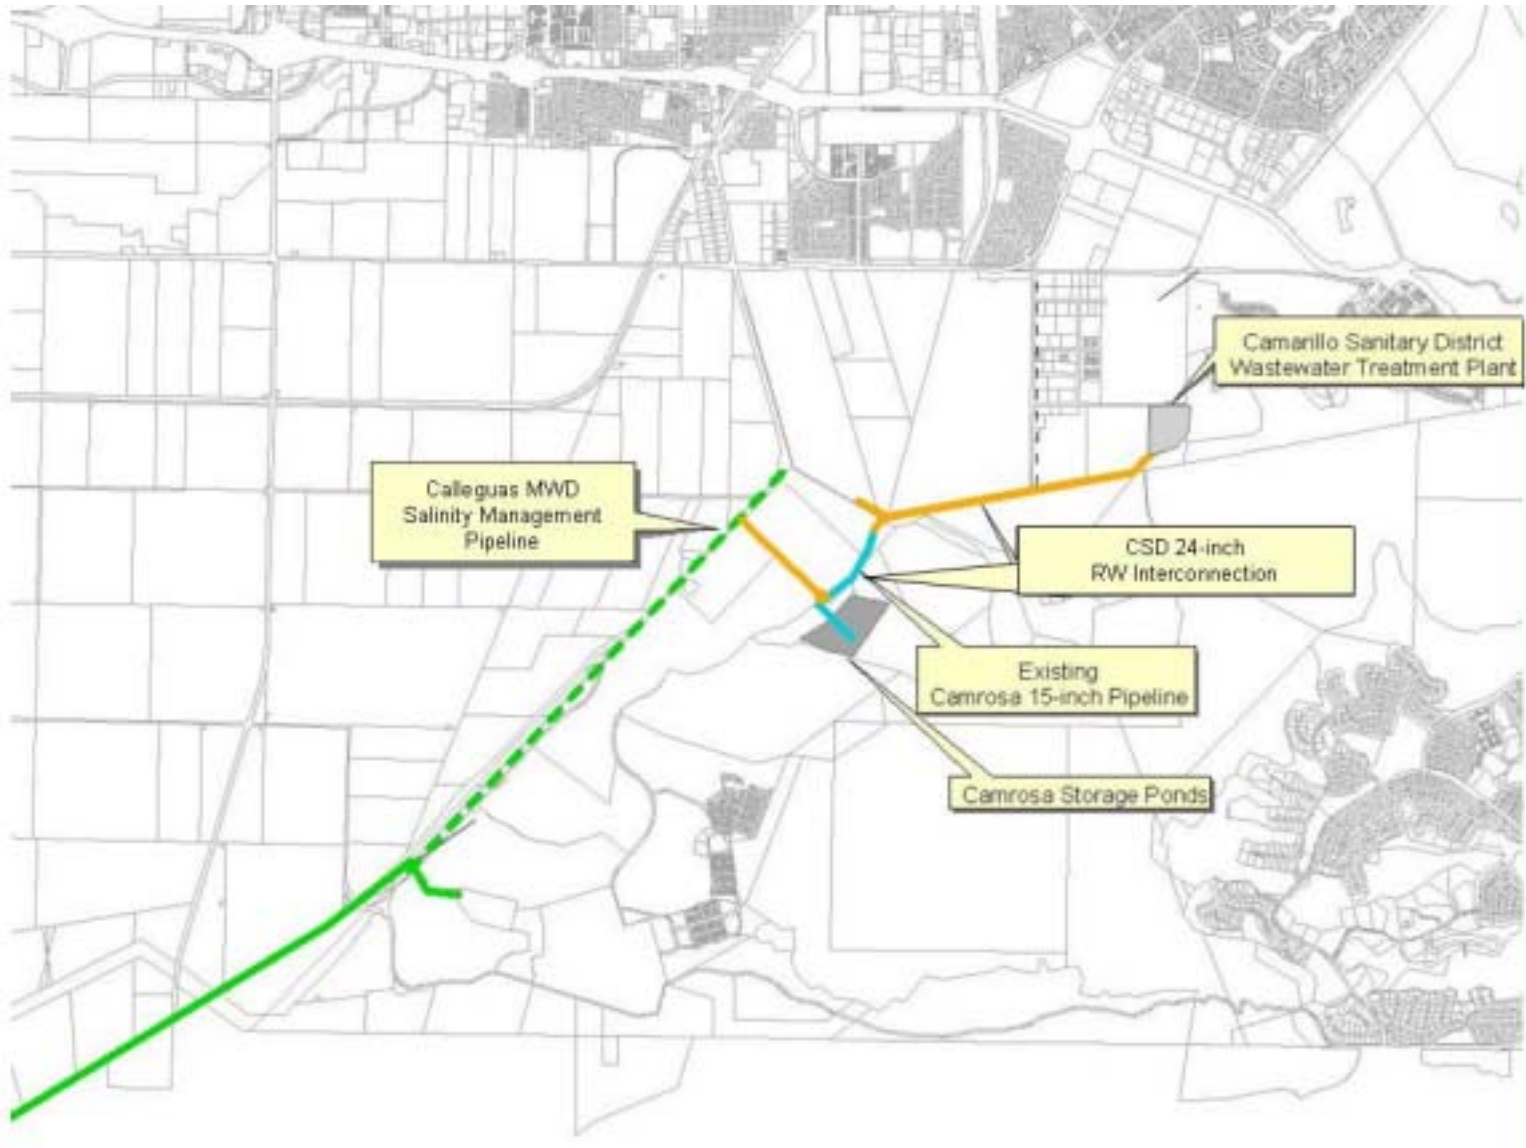 Camarillo Sanitary District
Wastewater Treatment Plant
Calleguas MWD
Salinity Management
Pipeline
CSD 24-inch
RW Interconnection
Existing
Camrosa 15-inch Pipeline
Camrosa Storage Ponds